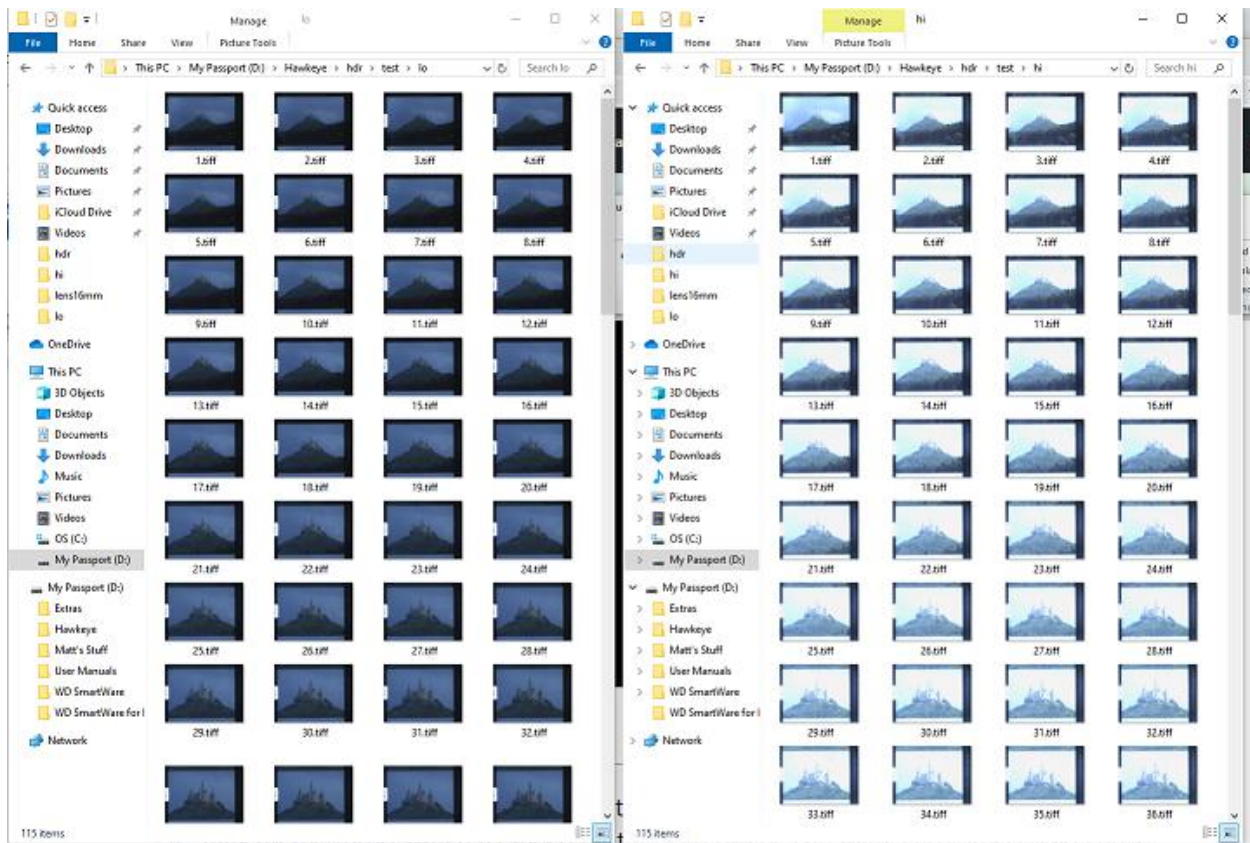 Manage lo
File Home Share View Picture Tools
This PC My Passport (D:) Hawkeye hdr test lo
Search lo
Quick access
Desktop
Downloads
Documents
Pictures
iCloud Drive
Videos
hdr
hi
lens16mm
lo
OneDrive
This PC
3D Objects
Desktop
Documents
Downloads
Music
Pictures
Videos
OS (C:)
My Passport (D:)
My Passport (D:)
Extras
Hawkeye
Matt's Stuff
User Manuals
WD SmartWare
WD SmartWare for
Network
1.tiff 2.tiff 3.tiff 4.tiff
5.tiff 6.tiff 7.tiff 8.tiff
9.tiff 10.tiff 11.tiff 12.tiff
13.tiff 14.tiff 15.tiff 16.tiff
17.tiff 18.tiff 19.tiff 20.tiff
21.tiff 22.tiff 23.tiff 24.tiff
25.tiff 26.tiff 27.tiff 28.tiff
29.tiff 30.tiff 31.tiff 32.tiff
115 items
Manage hi
File Home Share View Picture Tools
This PC My Passport (D:) Hawkeye hdr test hi
Search hi
Quick access
Desktop
Downloads
Documents
Pictures
iCloud Drive
Videos
hdr
hi
lens16mm
lo
OneDrive
This PC
3D Objects
Desktop
Documents
Downloads
Music
Pictures
Videos
OS (C:)
My Passport (D:)
My Passport (D:)
Extras
Hawkeye
Matt's Stuff
User Manuals
WD SmartWare
WD SmartWare for
Network
1.tiff 2.tiff 3.tiff 4.tiff
5.tiff 6.tiff 7.tiff 8.tiff
9.tiff 10.tiff 11.tiff 12.tiff
13.tiff 14.tiff 15.tiff 16.tiff
17.tiff 18.tiff 19.tiff 20.tiff
21.tiff 22.tiff 23.tiff 24.tiff
25.tiff 26.tiff 27.tiff 28.tiff
29.tiff 30.tiff 31.tiff 32.tiff
33.tiff 34.tiff 35.tiff 36.tiff
115 items